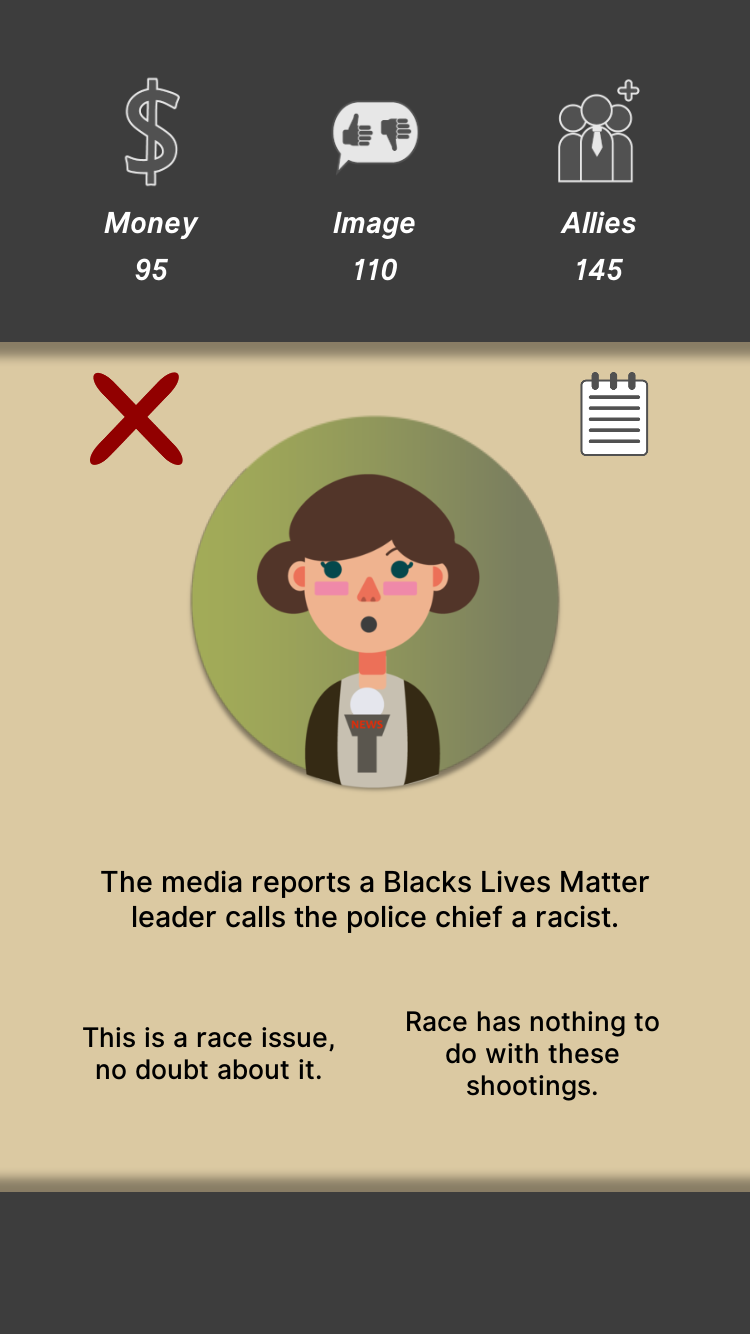 Money
Image
Allies
95
110
145
NEWS
The media reports a Blacks Lives Matter
leader calls the police chief a racist.
This is a race issue,
no doubt about it.
Race has nothing to
do with these
shootings.